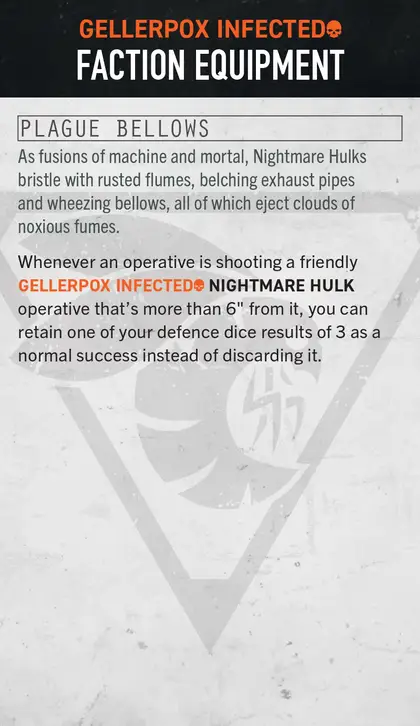 GELLERPOX INFECTED
FACTION EQUIPMENT
PLAGUE BELLOWS
As fusions of machine and mortal, Nightmare Hulks
bristle with rusted flumes, belching exhaust pipes
and wheezing bellows, all of which eject clouds of
noxious fumes.
Whenever an operative is shooting a friendly
GELLERPOX INFECTED NIGHTMARE HULK
operative that's more than 6" from it, you can
retain one of your defence dice results of 3 as a
normal success instead of discarding it.